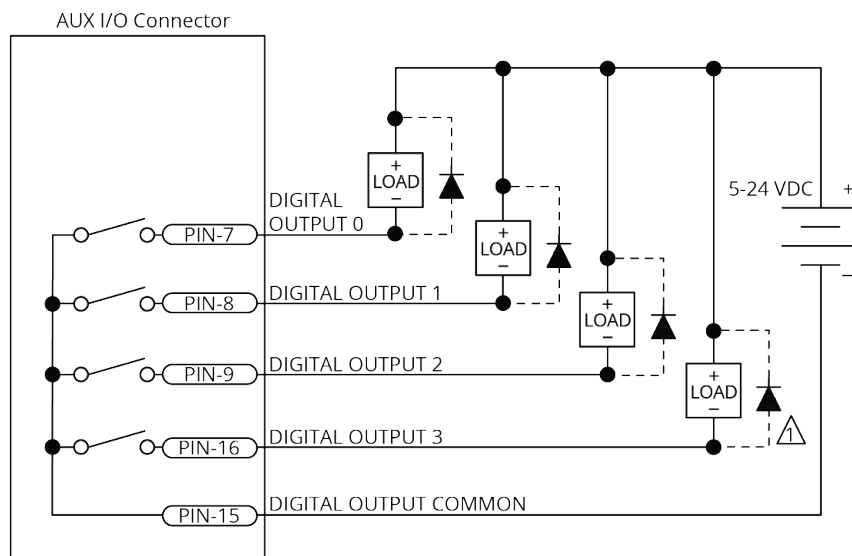 AUX I/O Connector
5-24 VDC
+
−
+
LOAD
−
DIGITAL
OUTPUT 0
PIN-7
+
LOAD
−
DIGITAL OUTPUT 1
PIN-8
+
LOAD
−
DIGITAL OUTPUT 2
PIN-9
+
LOAD
−
1
DIGITAL OUTPUT 3
PIN-16
DIGITAL OUTPUT COMMON
PIN-15